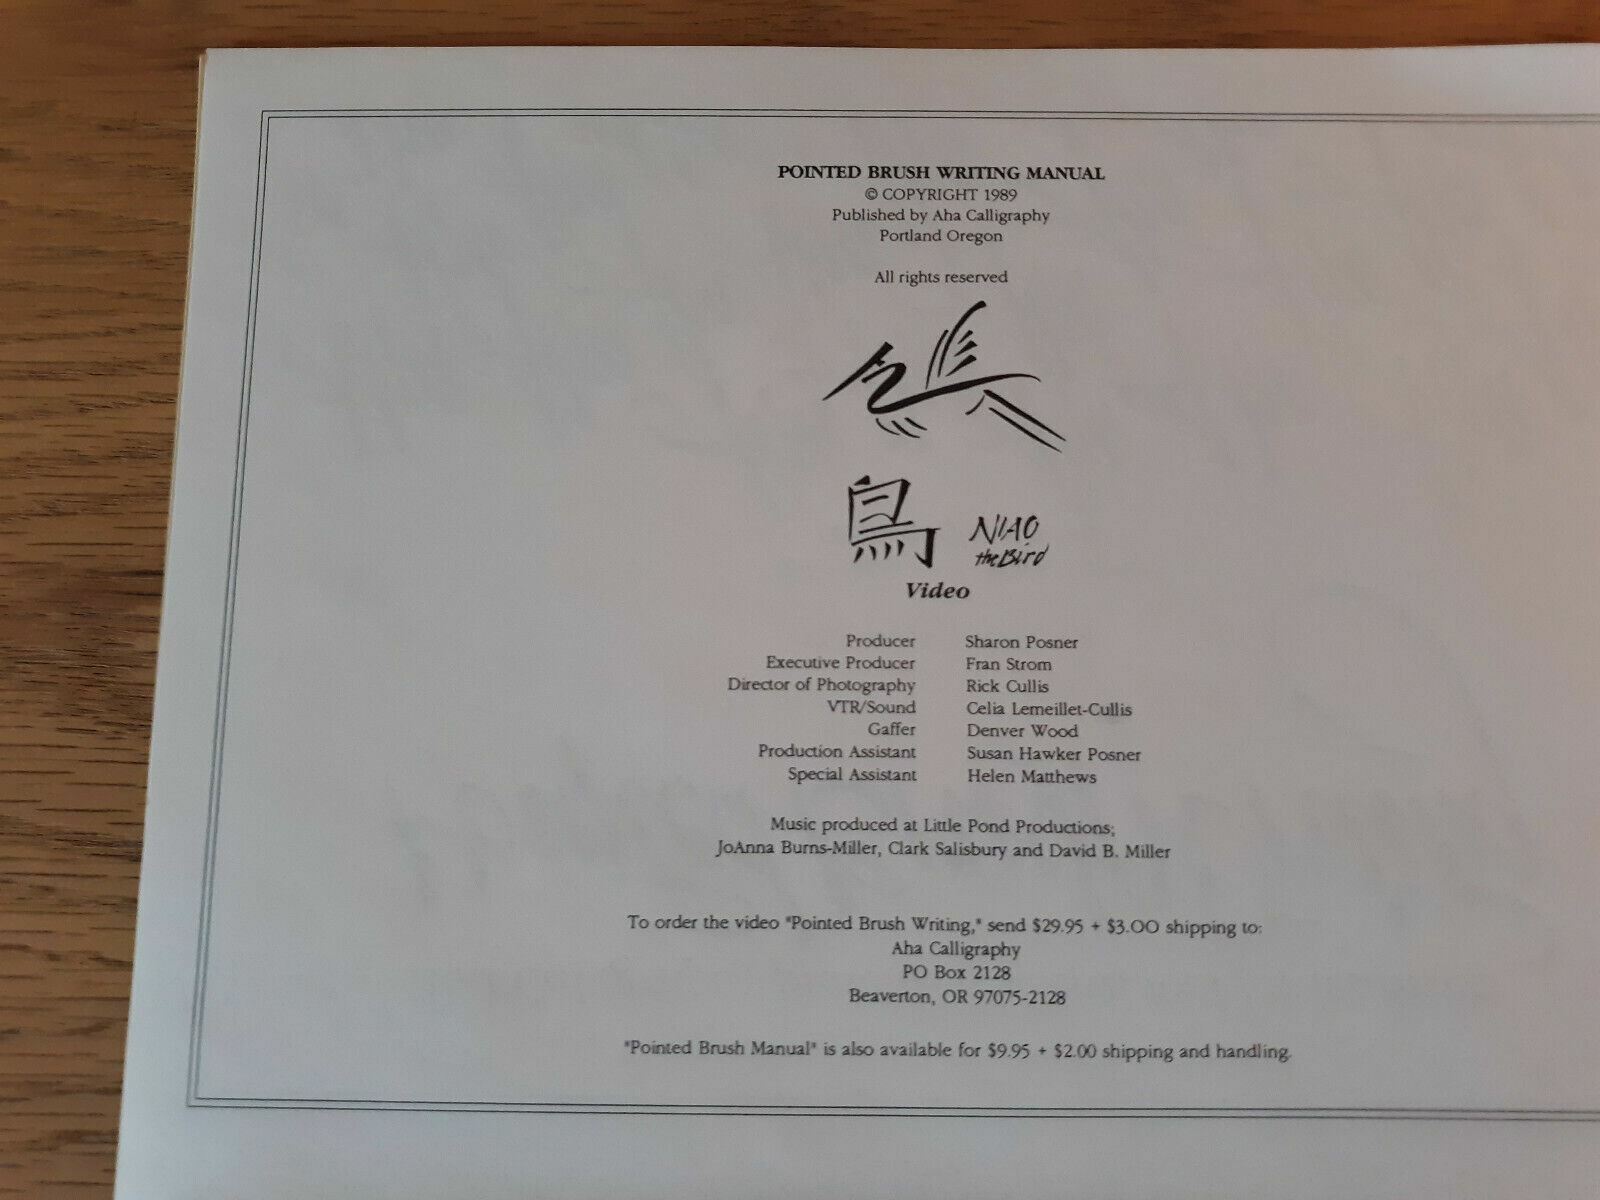 POINTED BRUSH WRITING MANUAL
© COPYRIGHT 1989
Published by Aha Calligraphy
Portland Oregon
All rights reserved
鳥 NIAO
the Bird
Video
Producer Sharon Posner
Executive Producer Fran Strom
Director of Photography Rick Cullis
VTR/Sound Celia Lemeillet-Cullis
Gaffer Denver Wood
Production Assistant Susan Hawker Posner
Special Assistant Helen Matthews
Music produced at Little Pond Productions;
JoAnna Burns-Miller, Clark Salisbury and David B. Miller
To order the video "Pointed Brush Writing," send $29.95 + $3.OO shipping to:
Aha Calligraphy
PO Box 2128
Beaverton, OR 97075-2128
"Pointed Brush Manual" is also available for $9.95 + $2.00 shipping and handling.